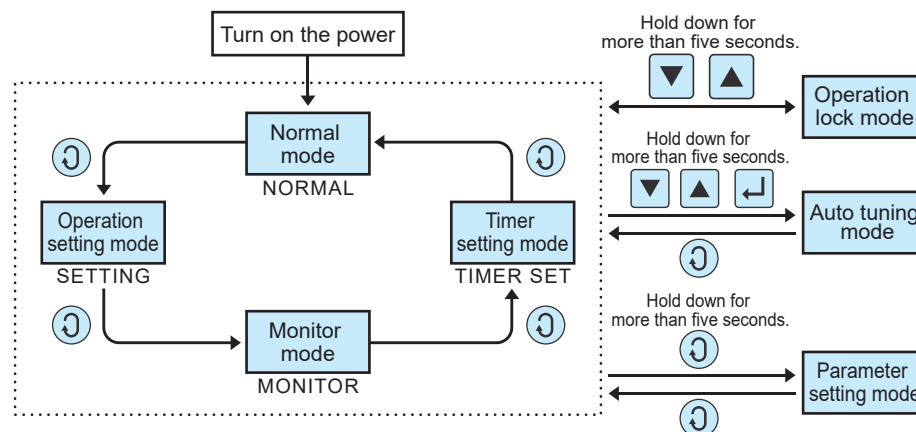 Turn on the power
Normal
mode
NORMAL
Operation
setting mode
SETTING
Timer
setting mode
TIMER SET
Monitor
mode
MONITOR
Hold down for
more than five seconds.
Operation
lock mode
Hold down for
more than five seconds.
Auto tuning
mode
Hold down for
more than five seconds.
Parameter
setting mode